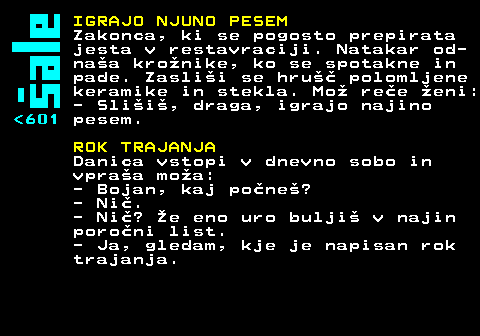 Šale
<601
IGRAJO NJUNO PESEM
Zakonca, ki se pogosto prepirata
jesta v restavraciji. Natakar od-
naša krožnike, ko se spotakne in
pade. Zasliši se hrušč polomljene
keramike in stekla. Mož reče ženi:
- Slišiš, draga, igrajo najino
pesem.
ROK TRAJANJA
Danica vstopi v dnevno sobo in
vpraša moža:
- Bojan, kaj počneš?
- Nič.
- Nič? Že eno uro buljiš v najin
poročni list.
- Ja, gledam, kje je napisan rok
trajanja.